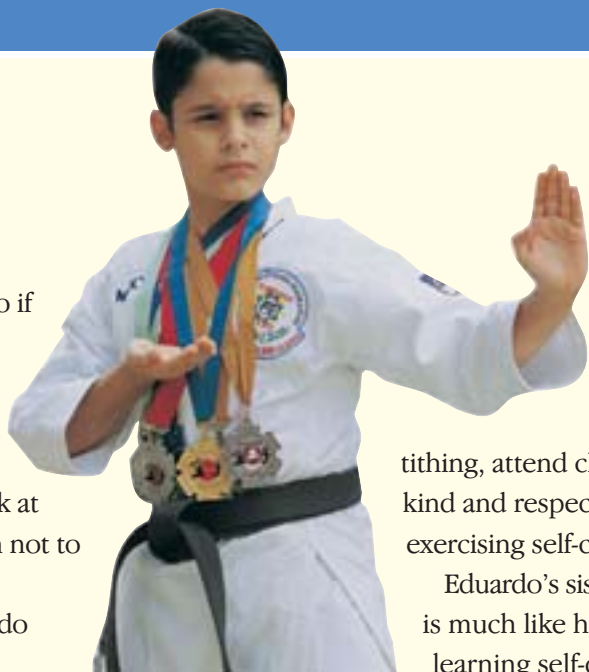 o if
k at
n not to
do
tithing, attend c
kind and respec
exercising self-c
Eduardo’s sis
is much like h
learning self-c